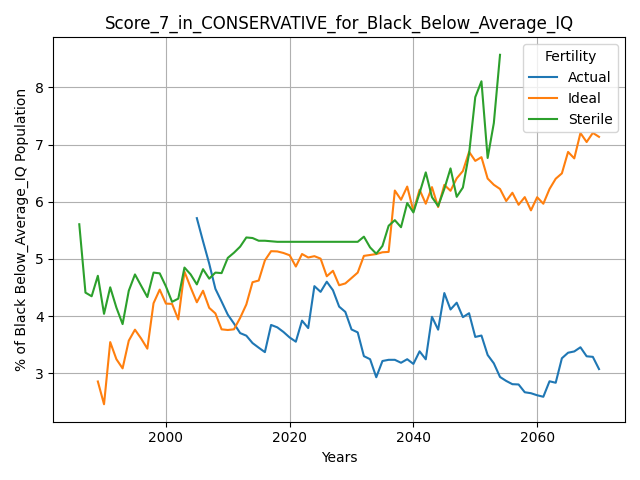 Score_7_in_CONSERVATIVE_for_Black_Below_Average_IQ
Fertility
Actual
Ideal
Sterile
% of Black Below_Average_IQ Population
8
7
6
5
4
3
2000
2020
2040
2060
Years